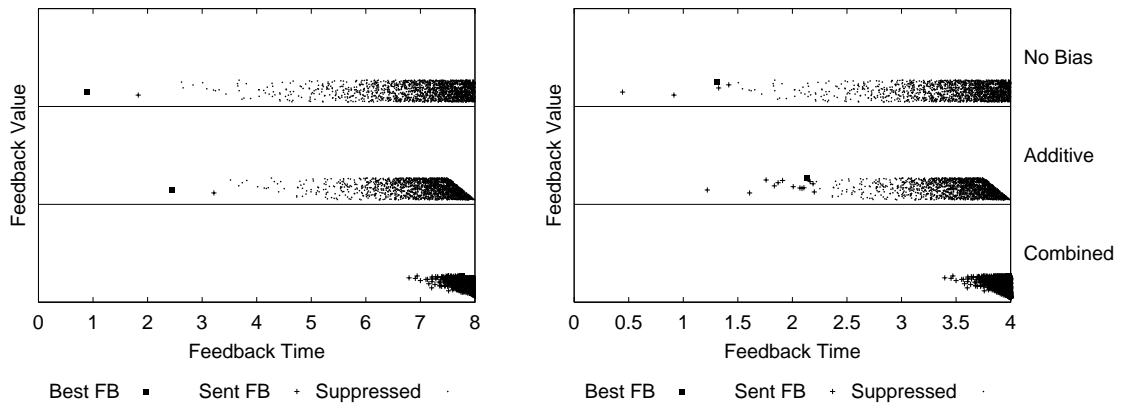 No Bias
Additive
Combined
Feedback Value
0 1 2 3 4 5 6 7 8
Feedback Time
Best FB Sent FB Suppressed
Feedback Value
0 0.5 1 1.5 2 2.5 3 3.5 4
Feedback Time
Best FB Sent FB Suppressed